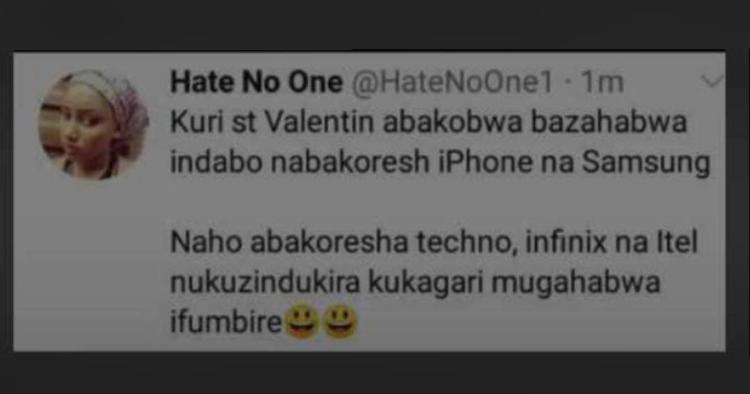 Hate No One @HateNoOne1 · 1m
Kuri st Valentin abakobwa bazahabwa
indabo nabakoresh iPhone na Samsung
Naho abakoresha techno, infinix na Itel
nukuzindukira kukagari mugahabwa
ifumbire😃😃